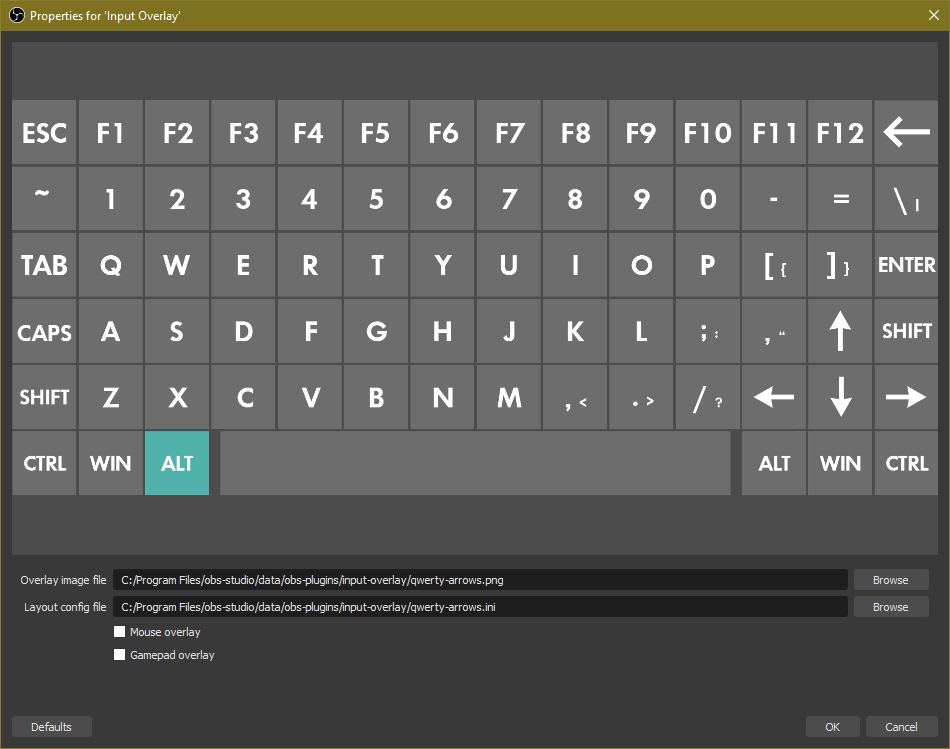 Properties for 'Input Overlay'
ESC F1 F2 F3 F4 F5 F6 F7 F8 F9 F10 F11 F12 ←
~ 1 2 3 4 5 6 7 8 9 0 - = \ |
TAB Q W E R T Y U I O P [ { ] } ENTER
CAPS A S D F G H J K L ; : , " ↑ SHIFT
SHIFT Z X C V B N M , < . > / ? ← ↓ →
CTRL WIN ALT ALT WIN CTRL
Overlay image file C:/Program Files/obs-studio/data/obs-plugins/input-overlay/qwerty-arrows.png Browse
Layout config file C:/Program Files/obs-studio/data/obs-plugins/input-overlay/qwerty-arrows.ini Browse
Mouse overlay
Gamepad overlay
Defaults OK Cancel